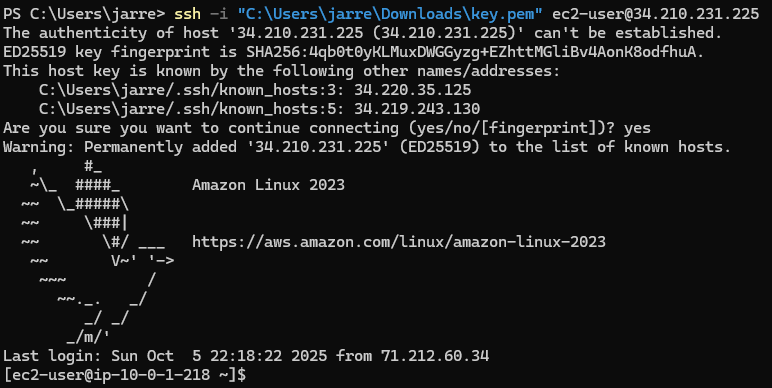 PS C:\Users\jarre> ssh -i "C:\Users\jarre\Downloads\key.pem" ec2-user@34.210.231.225
The authenticity of host '34.210.231.225 (34.210.231.225)' can't be established.
ED25519 key fingerprint is SHA256:4qb0t0yKLMuxDWGGyzg+EZhttMGliBv4AonK8odfhuA.
This host key is known by the following other names/addresses:
    C:\Users\jarre/.ssh/known_hosts:3: 34.220.35.125
    C:\Users\jarre/.ssh/known_hosts:5: 34.219.243.130
Are you sure you want to continue connecting (yes/no/[fingerprint])? yes
Warning: Permanently added '34.210.231.225' (ED25519) to the list of known hosts.
   ,     #_
   ~\_  ####_        Amazon Linux 2023
  ~~  \_#####\
  ~~     \###|
  ~~       \#/ ___   https://aws.amazon.com/linux/amazon-linux-2023
   ~~       V~' '->
    ~~~         /
      ~~._.   _/
         _/ _/
       _/m/'
Last login: Sun Oct  5 22:18:22 2025 from 71.212.60.34
[ec2-user@ip-10-0-1-218 ~]$